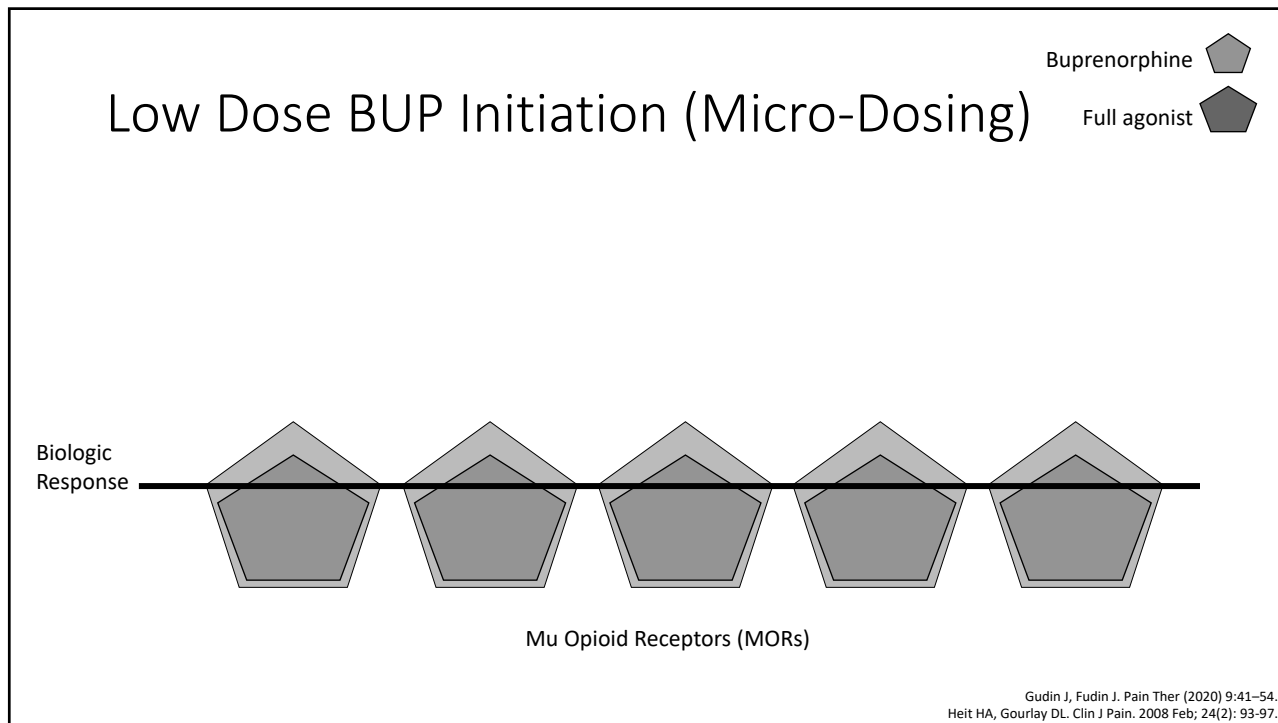 Buprenorphine
Low Dose BUP Initiation (Micro-Dosing)
Full agonist
Biologic
Response
Mu Opioid Receptors (MORs)
Gudin J, Fudin J. Pain Ther (2020) 9:41–54.
Heit HA, Gourlay DL. Clin J Pain. 2008 Feb; 24(2): 93-97.